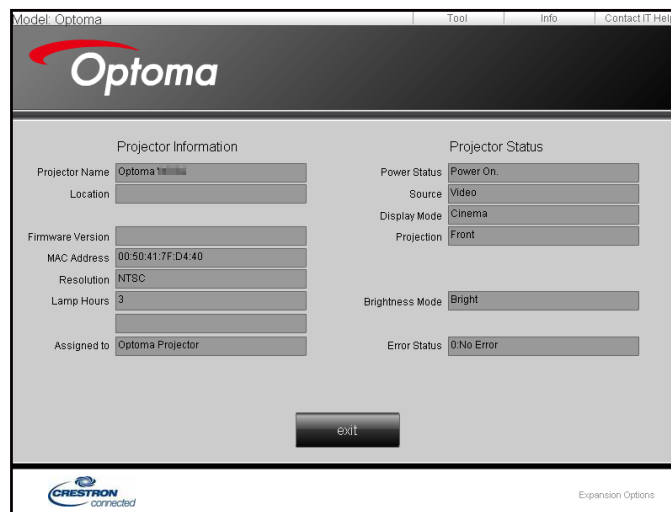 Model: Optoma
Tool
Info
Contact IT Help
Optoma
Projector Information
Projector Name
Optoma
Location
Firmware Version
MAC Address
00:50:41:7F:D4:40
Resolution
NTSC
Lamp Hours
3
Assigned to
Optoma Projector
Projector Status
Power Status
Power On.
Source
Video
Display Mode
Cinema
Projection
Front
Brightness Mode
Bright
Error Status
0:No Error
exit
CRESTRON
connected
Expansion Options